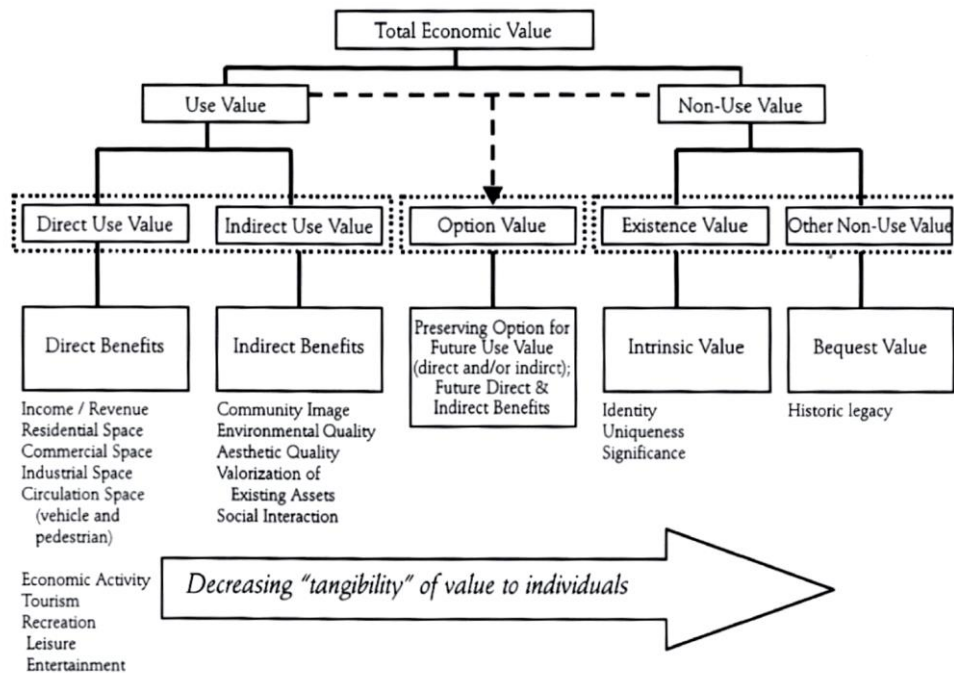 Total Economic Value
Use Value
Non-Use Value
Direct Use Value
Indirect Use Value
Option Value
Existence Value
Other Non-Use Value
Direct Benefits
Indirect Benefits
Preserving Option for
Future Use Value
(direct and/or indirct);
Future Direct &
Indirect Benefits
Intrinsic Value
Bequest Value
Income / Revenue
Residential Space
Commercial Space
Industrial Space
Circulation Space
(vehicle and
pedestrian)
Economic Activity
Tourism
Recreation
Leisure
Entertainment
Community Image
Environmental Quality
Aesthetic Quality
Valorization of
Existing Assets
Social Interaction
Identity
Uniqueness
Significance
Historic legacy
Decreasing "tangibility" of value to individuals